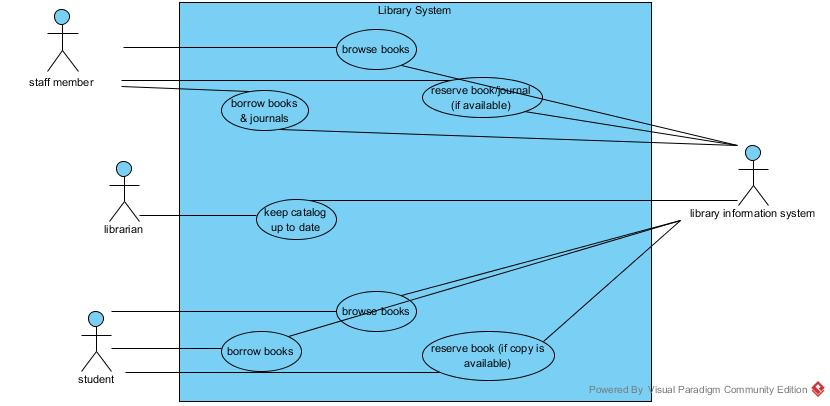 Library System
staff member
browse books
reserve book/journal
(if available)
borrow books
& journals
librarian
keep catalog
up to date
library information system
student
browse books
borrow books
reserve book (if copy is
available)
Powered By Visual Paradigm Community Edition